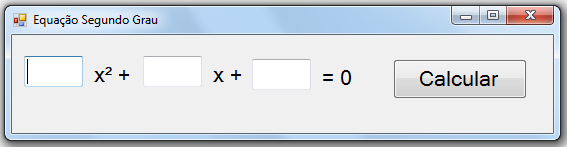 Equação Segundo Grau
x² + x + = 0 Calcular